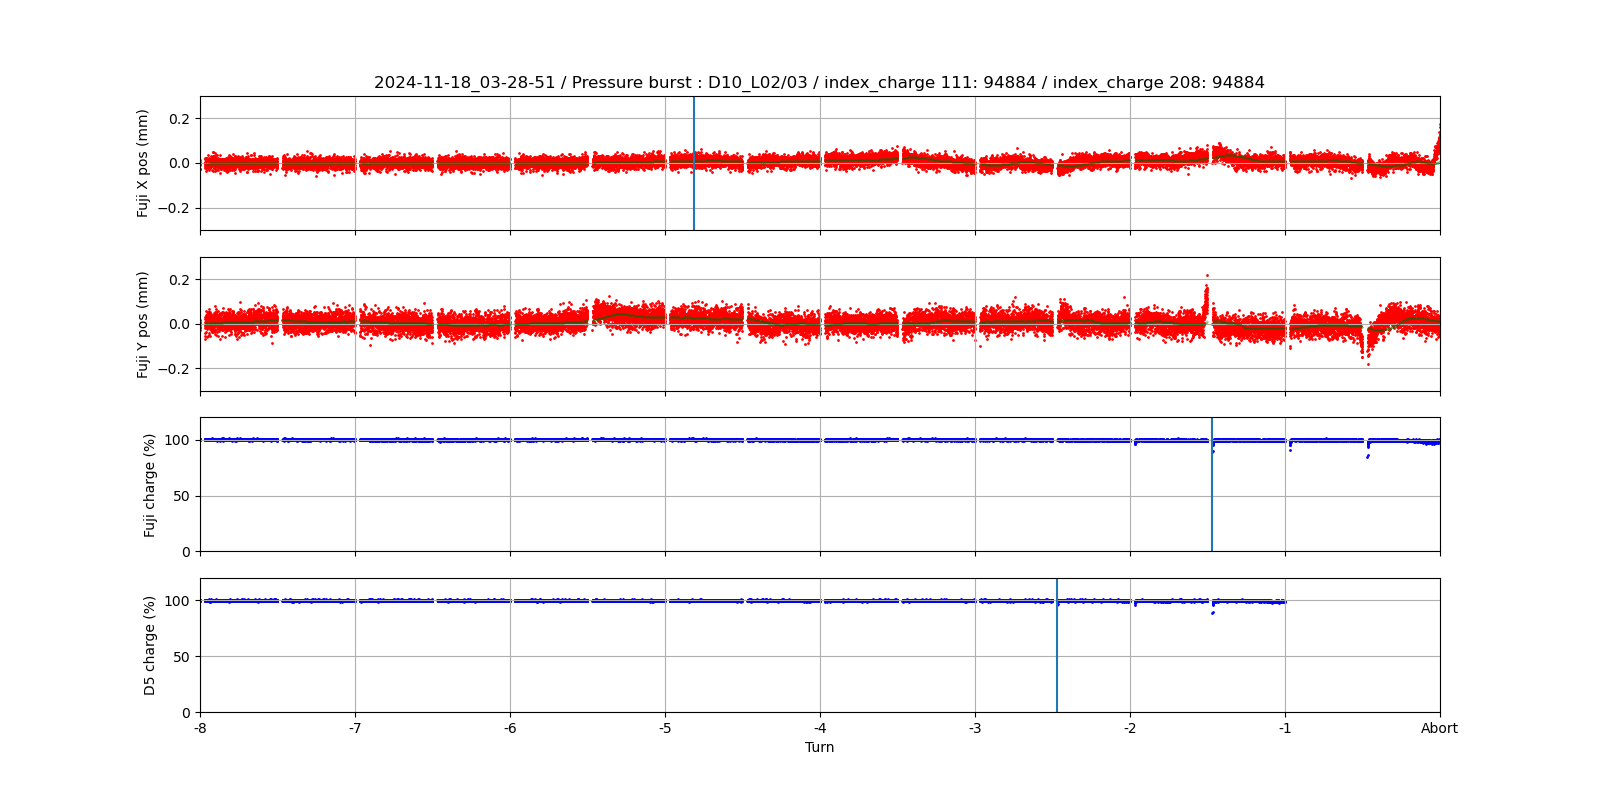 2024-11-18_03-28-51 / Pressure burst : D10_L02/03 / index_charge 111: 94884 / index_charge 208: 94884
Fuji X pos (mm)
0.2
0.0
−0.2
Fuji Y pos (mm)
0.2
0.0
−0.2
Fuji charge (%)
100
50
0
D5 charge (%)
100
50
0
-8 -7 -6 -5 -4 -3 -2 -1 Abort
Turn